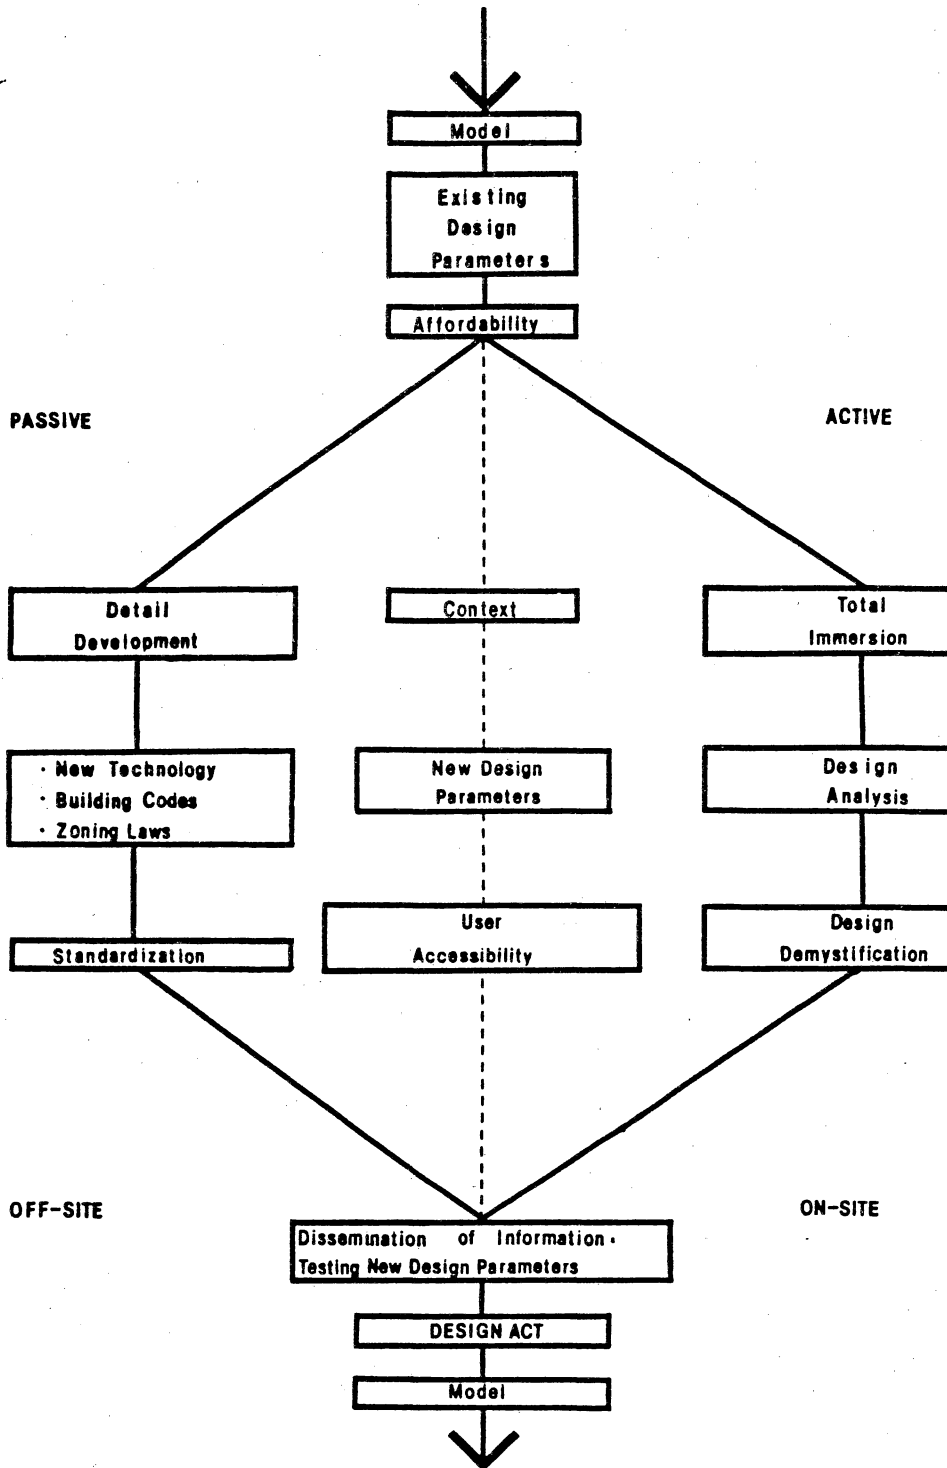 Model
Existing
Design
Parameters
Affordability
PASSIVE
ACTIVE
Detail
Development
Context
Total
Immersion
· New Technology
· Building Codes
· Zoning Laws
New Design
Parameters
Design
Analysis
Standardization
User
Accessibility
Design
Demystification
OFF-SITE
ON-SITE
Dissemination of Information·
Testing New Design Parameters
DESIGN ACT
Model